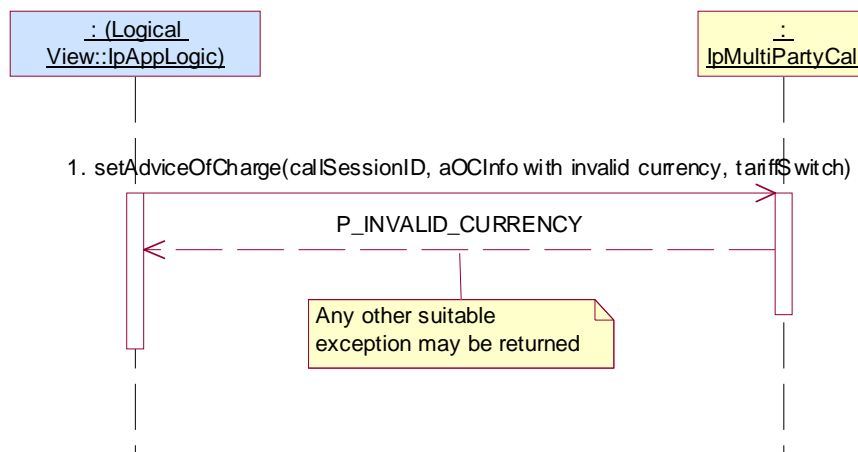 : (Logical
View::IpAppLogic)
:
IpMultiPartyCall
1. setAdviceOfCharge(callSessionID, aOCInfo with invalid currency, tariffSwitch)
P_INVALID_CURRENCY
Any other suitable
exception may be returned